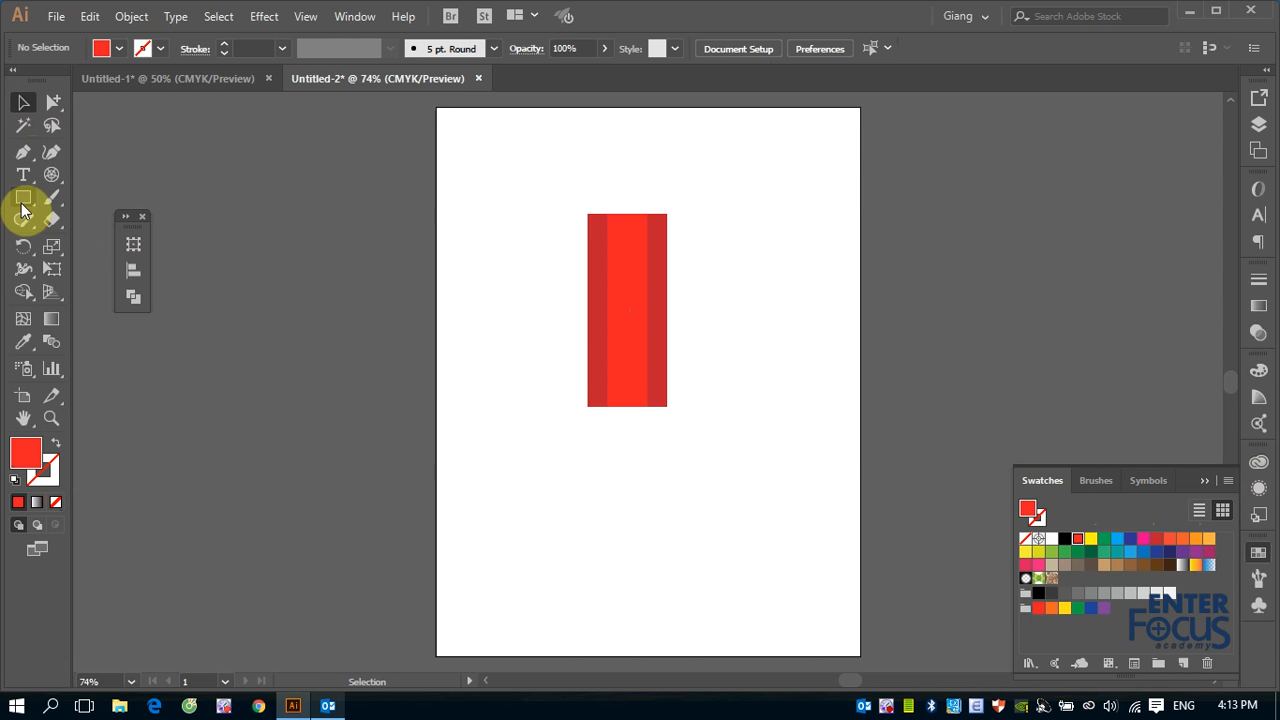 Ai File Edit Object Type Select Effect View Window Help Br St Giang Search Adobe Stock
No Selection Stroke: 5 pt. Round Opacity: 100% Style: Document Setup Preferences
Untitled-1* @ 50% (CMYK/Preview) Untitled-2* @ 74% (CMYK/Preview)
Swatches Brushes Symbols
ENTER
FOCUS
academy
74% 1 Selection
Ai 4:13 PM